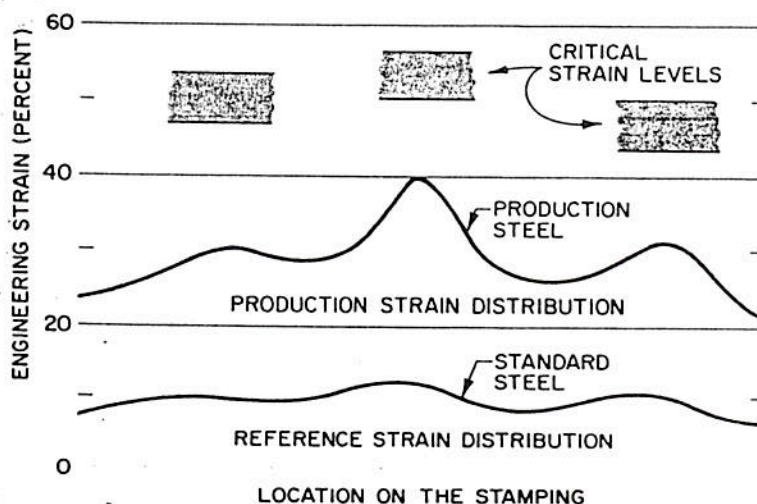 60
ENGINEERING STRAIN (PERCENT)
CRITICAL
STRAIN LEVELS
40
PRODUCTION
STEEL
PRODUCTION STRAIN DISTRIBUTION
20
STANDARD
STEEL
REFERENCE STRAIN DISTRIBUTION
0
LOCATION ON THE STAMPING